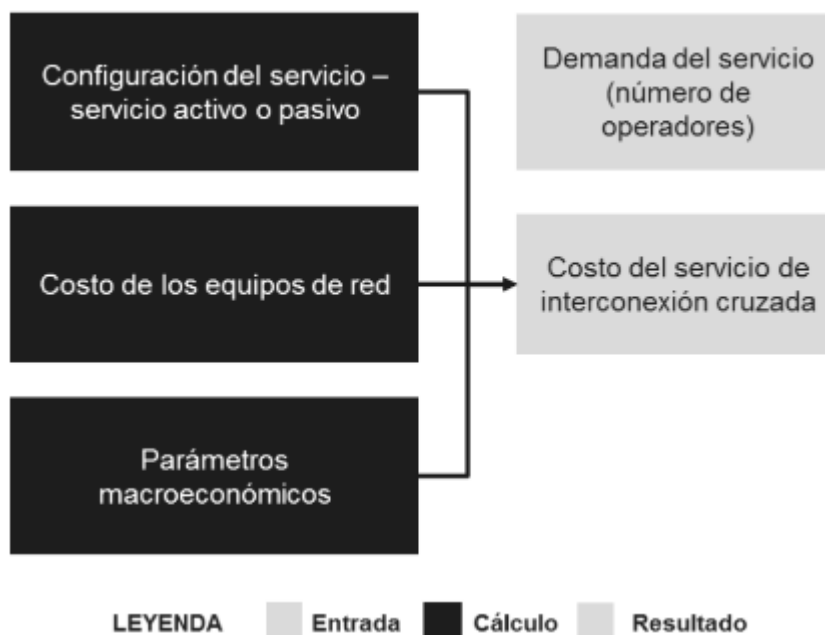 Configuración del servicio –
servicio activo o pasivo
Demanda del servicio
(número de
operadores)
Costo de los equipos de red
Costo del servicio de
interconexión cruzada
Parámetros
macroeconómicos
LEYENDA Entrada Cálculo Resultado